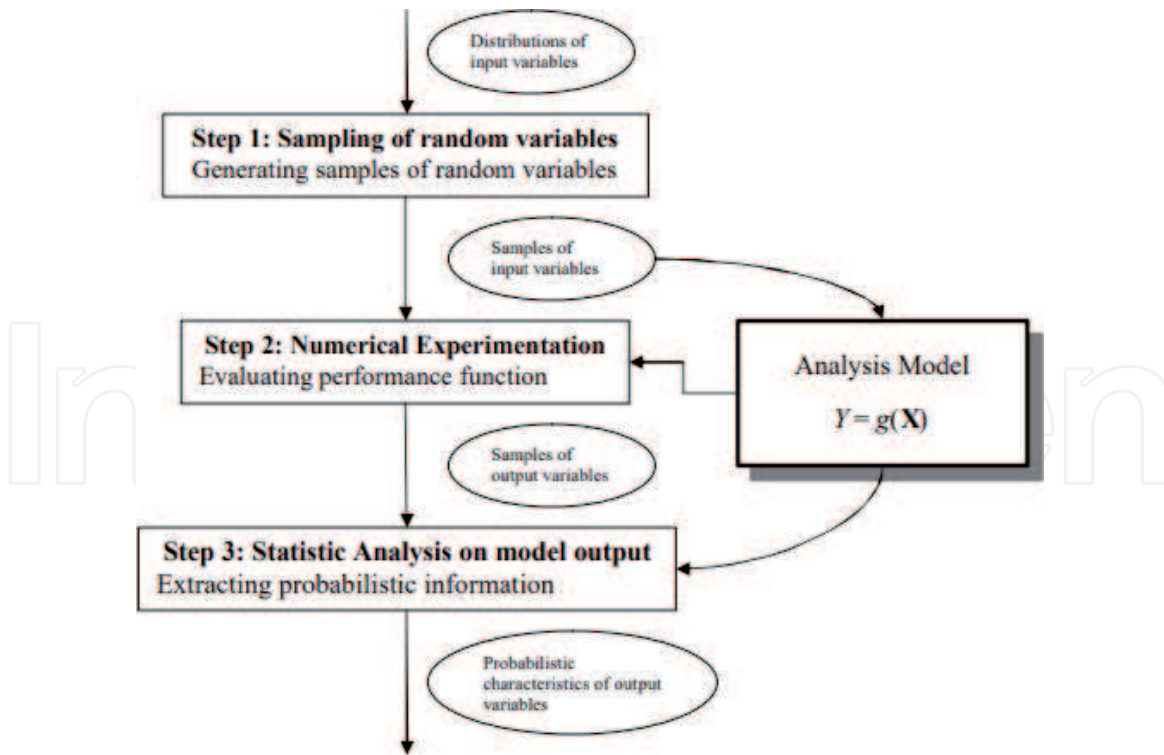 Distributions of
input variables
Step 1: Sampling of random variables
Generating samples of random variables
Samples of
input variables
Step 2: Numerical Experimentation
Evaluating performance function
Analysis Model
Y = g(X)
Samples of
output variables
Step 3: Statistic Analysis on model output
Extracting probabilistic information
Probabilistic
characteristics of output
variables